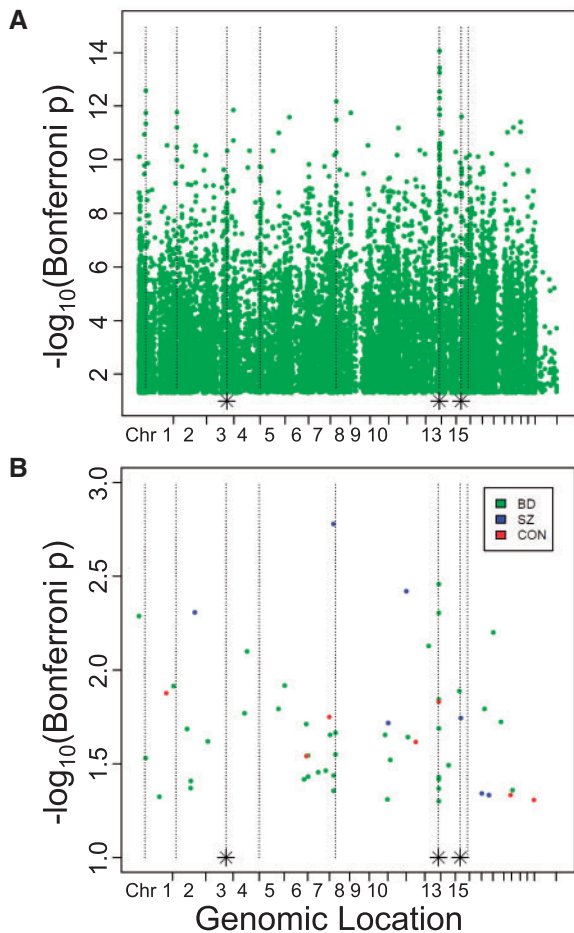 A
-log10(Bonferroni p)
14
12
10
8
6
4
2
Chr 1 2 3 4 5 6 7 8 9 10 13 15
B
-log10(Bonferroni p)
3.0
2.5
2.0
1.5
1.0
BD
SZ
CON
Chr 1 2 3 4 5 6 7 8 9 10 13 15
Genomic Location